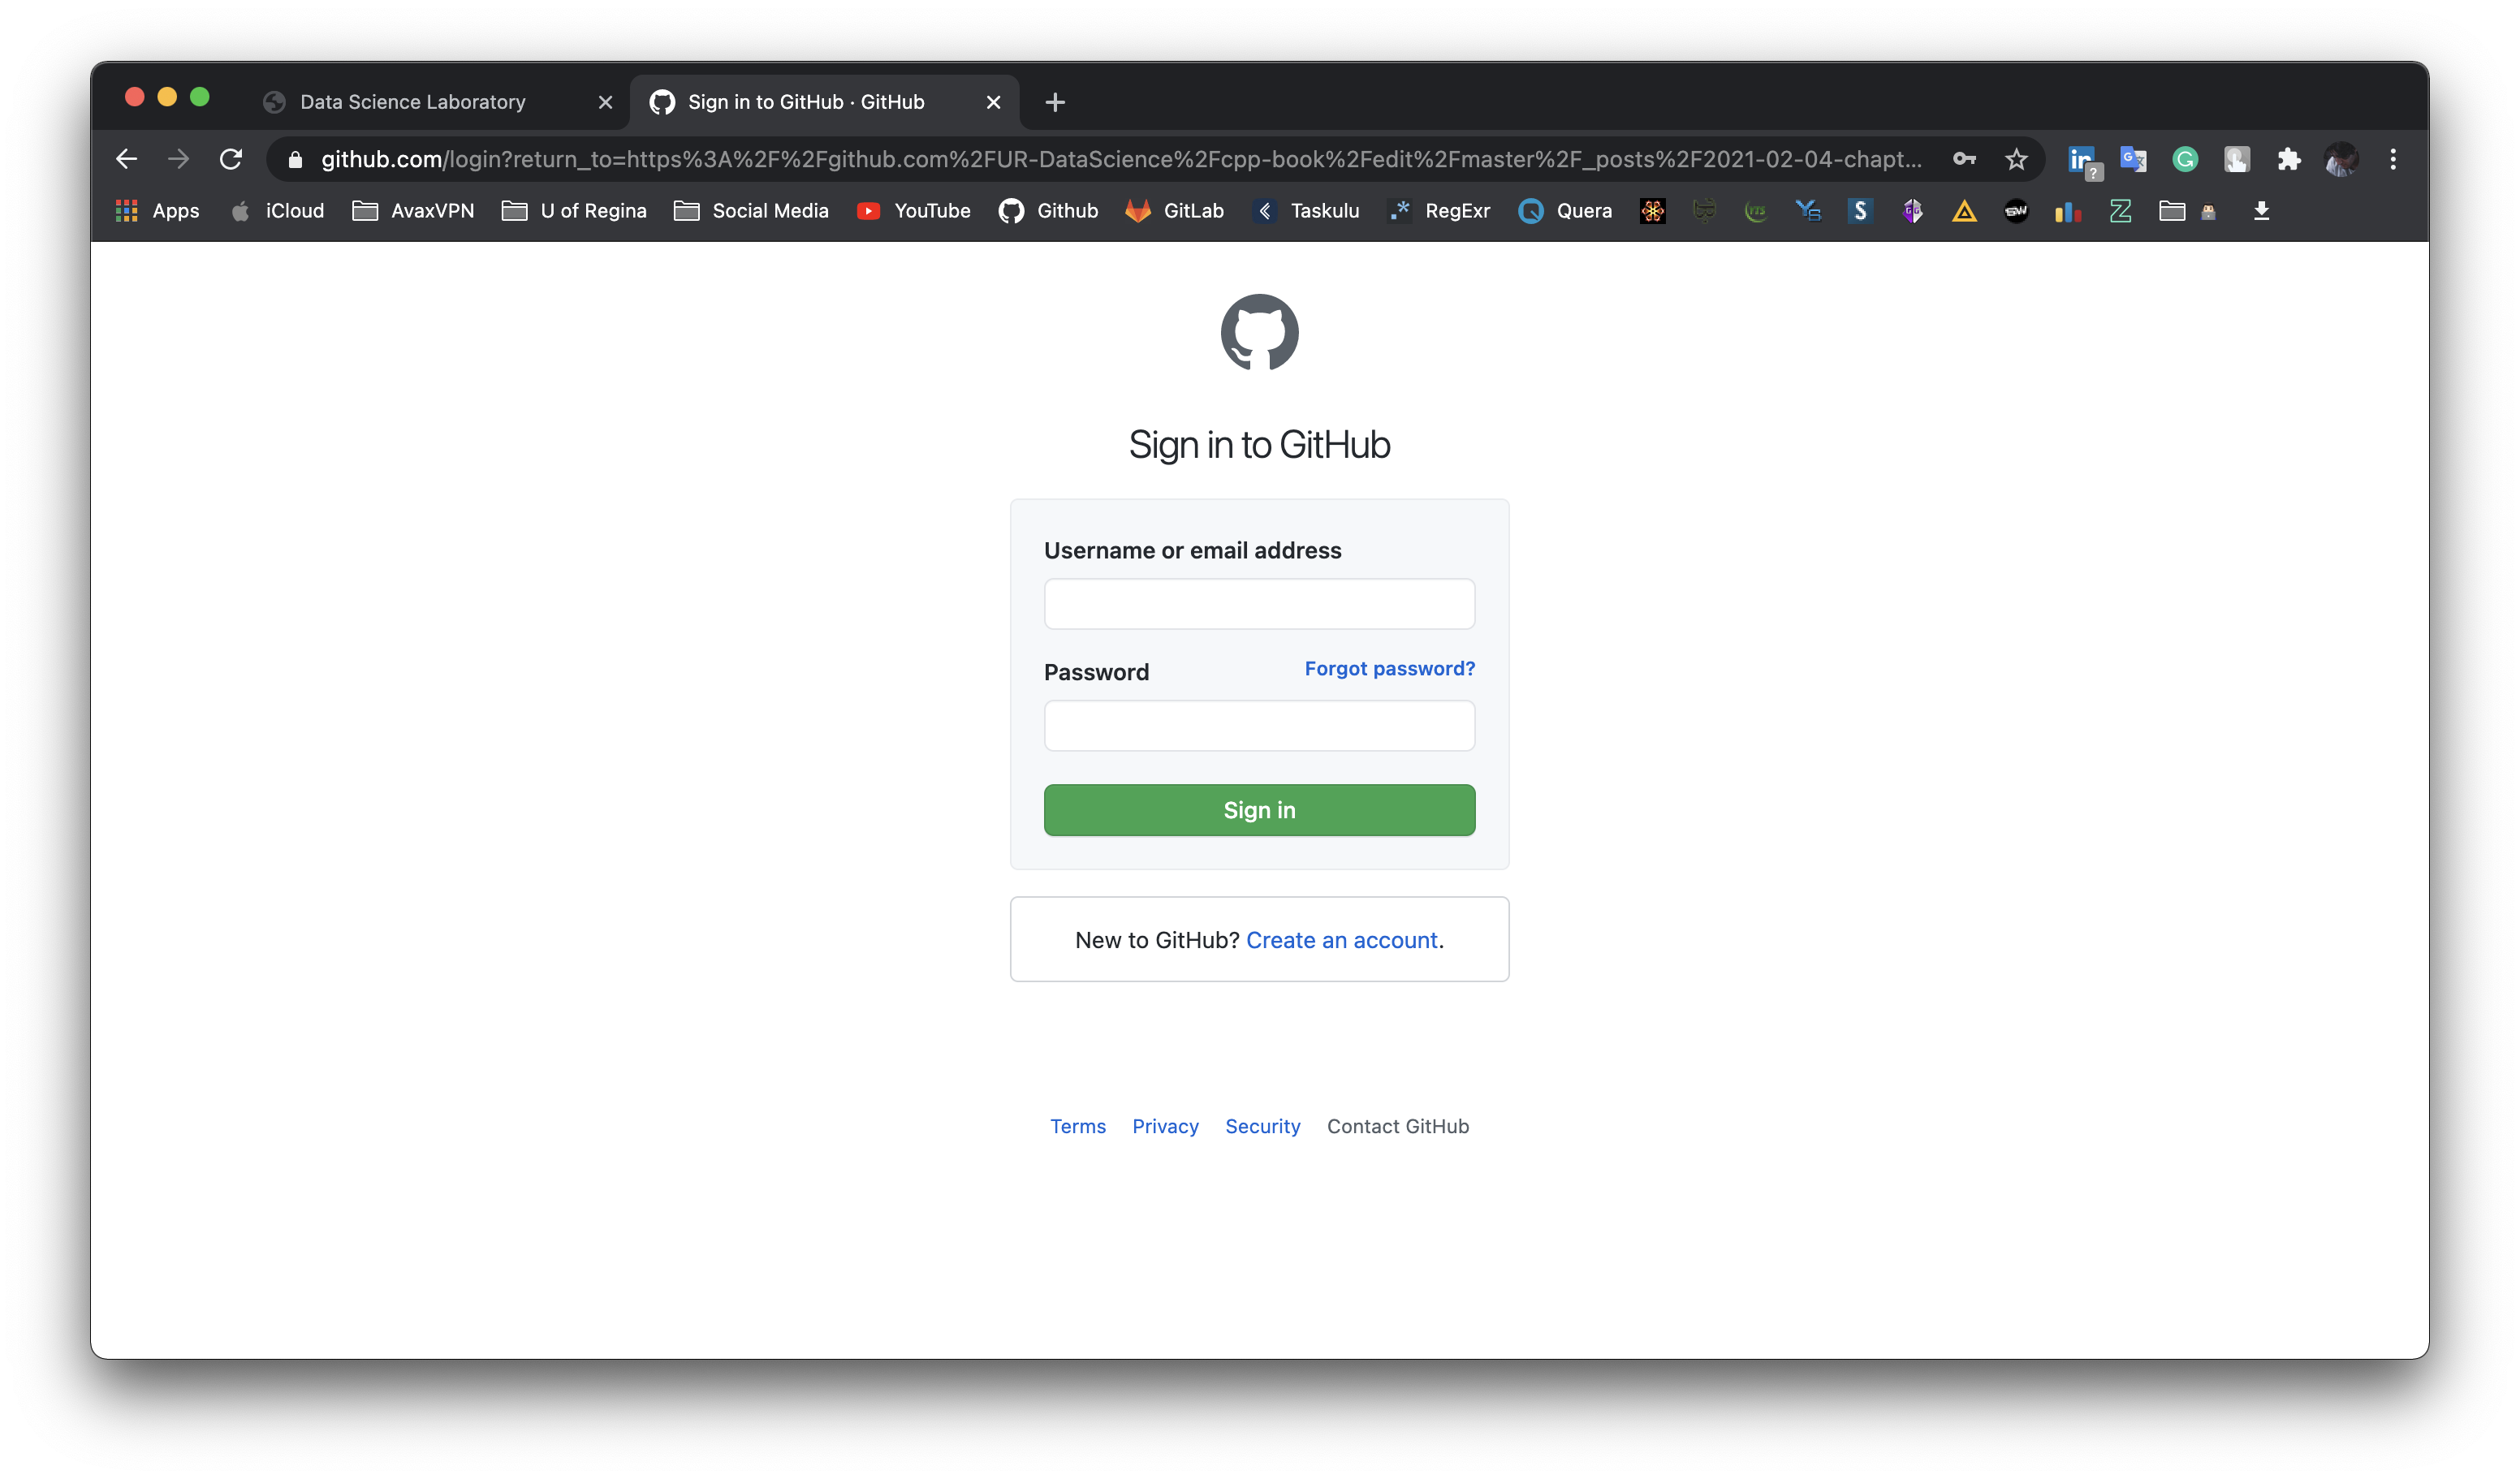 Data Science Laboratory
Sign in to GitHub · GitHub
github.com/login?return_to=https%3A%2F%2Fgithub.com%2FUR-DataScience%2Fcpp-book%2Fedit%2Fmaster%2F_posts%2F2021-02-04-chapt...
Apps iCloud AvaxVPN U of Regina Social Media YouTube Github GitLab Taskulu RegExr Quera
Sign in to GitHub
Username or email address
Password Forgot password?
Sign in
New to GitHub? Create an account.
Terms Privacy Security Contact GitHub